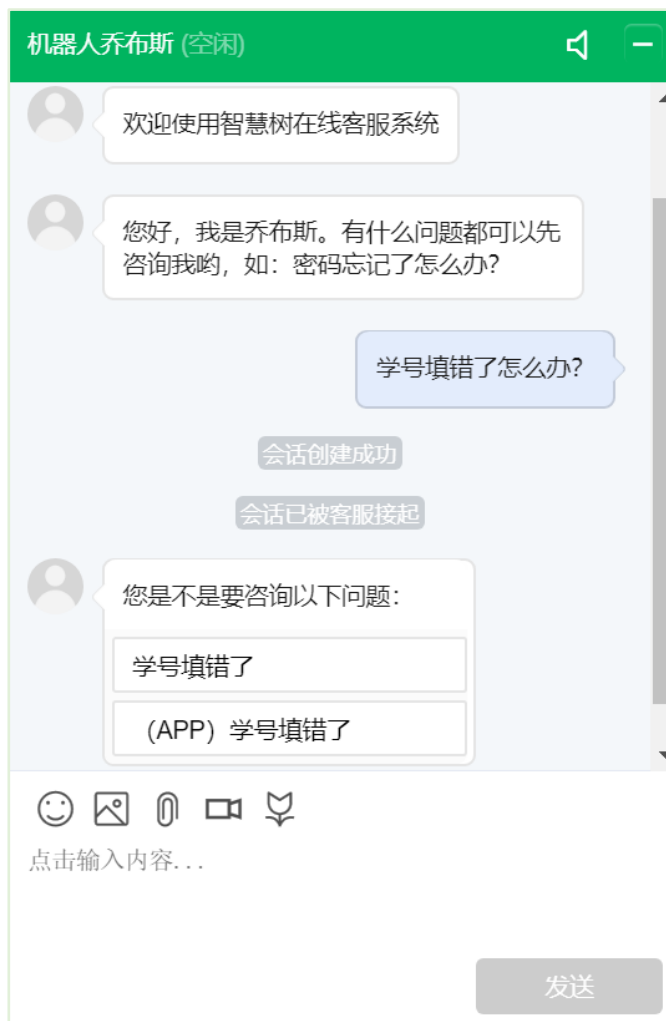 机器人乔布斯 (空闲)
欢迎使用智慧树在线客服系统
您好，我是乔布斯。有什么问题都可以先
咨询我哟，如：密码忘记了怎么办?
学号填错了怎么办?
会话创建成功
会话已被客服接起
您是不是要咨询以下问题：
学号填错了
（APP）学号填错了
点击输入内容...
发送